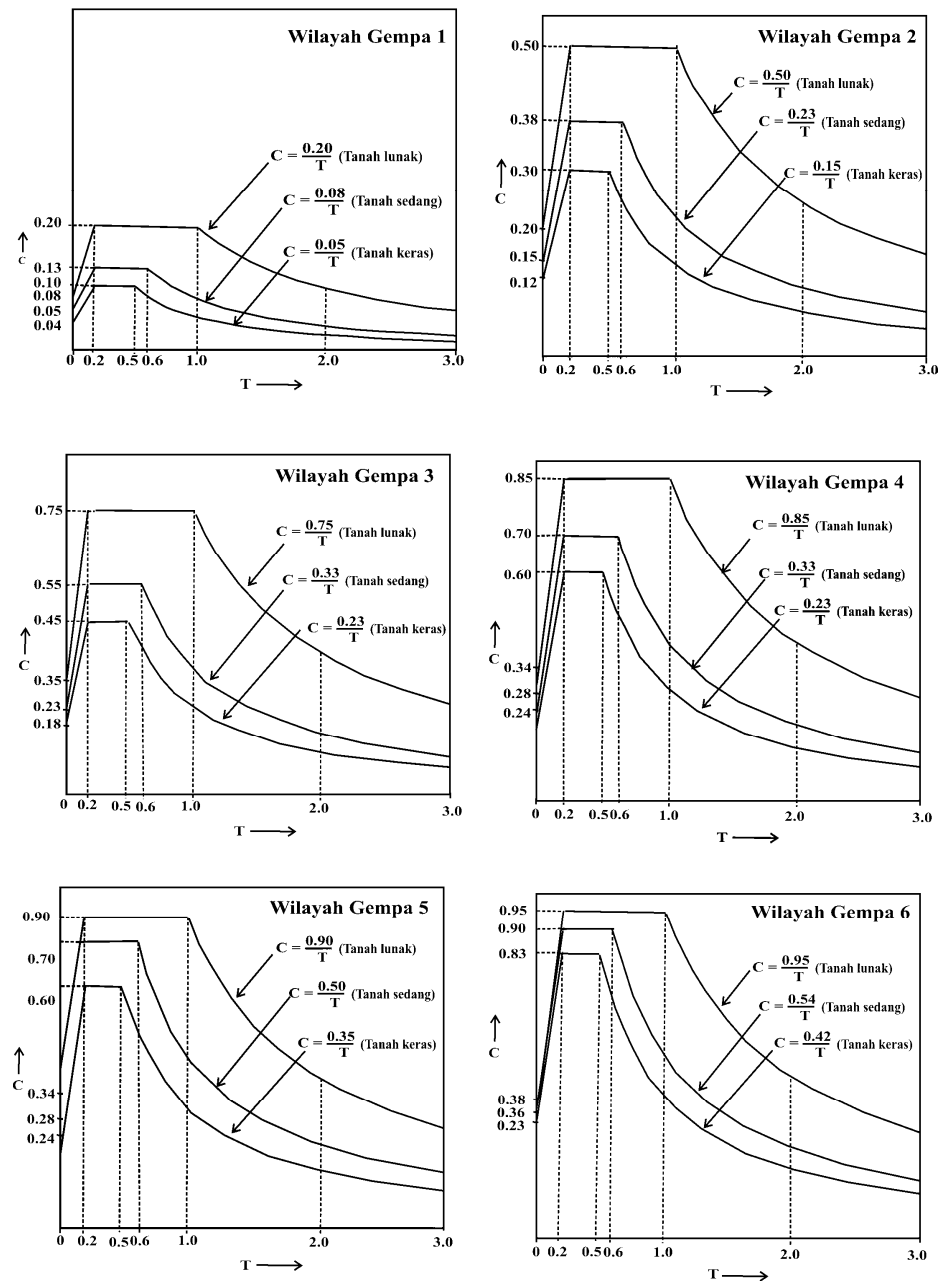 Wilayah Gempa 1
C = 0.20/T (Tanah lunak)
C = 0.08/T (Tanah sedang)
C = 0.05/T (Tanah keras)
0.20
0.13
0.10
0.08
0.05
0.04
C
0 0.2 0.5 0.6 1.0 2.0 3.0
T
Wilayah Gempa 2
C = 0.50/T (Tanah lunak)
C = 0.23/T (Tanah sedang)
C = 0.15/T (Tanah keras)
0.50
0.38
0.30
0.20
0.15
0.12
C
0 0.2 0.5 0.6 1.0 2.0 3.0
T
Wilayah Gempa 3
C = 0.75/T (Tanah lunak)
C = 0.33/T (Tanah sedang)
C = 0.23/T (Tanah keras)
0.75
0.55
0.45
0.35
0.23
0.18
C
0 0.2 0.5 0.6 1.0 2.0 3.0
T
Wilayah Gempa 4
C = 0.85/T (Tanah lunak)
C = 0.33/T (Tanah sedang)
C = 0.23/T (Tanah keras)
0.85
0.70
0.60
0.34
0.28
0.24
C
0 0.2 0.5 0.6 1.0 2.0 3.0
T
Wilayah Gempa 5
C = 0.90/T (Tanah lunak)
C = 0.50/T (Tanah sedang)
C = 0.35/T (Tanah keras)
0.90
0.70
0.60
0.34
0.28
0.24
C
0 0.2 0.5 0.6 1.0 2.0 3.0
T
Wilayah Gempa 6
C = 0.95/T (Tanah lunak)
C = 0.54/T (Tanah sedang)
C = 0.42/T (Tanah keras)
0.95
0.90
0.83
0.38
0.36
0.23
C
0 0.2 0.5 0.6 1.0 2.0 3.0
T